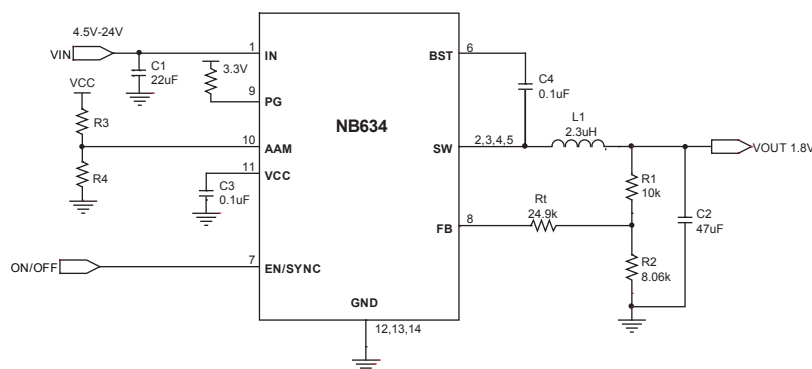 4.5V-24V
VIN
C1
22uF
1
IN
3.3V
9
PG
VCC
R3
R4
10
AAM
11
VCC
C3
0.1uF
ON/OFF
7
EN/SYNC
NB634
GND
12,13,14
BST
6
C4
0.1uF
SW
2,3,4,5
L1
2.3uH
VOUT 1.8V
R1
10k
C2
47uF
FB
8
Rt
24.9k
R2
8.06k